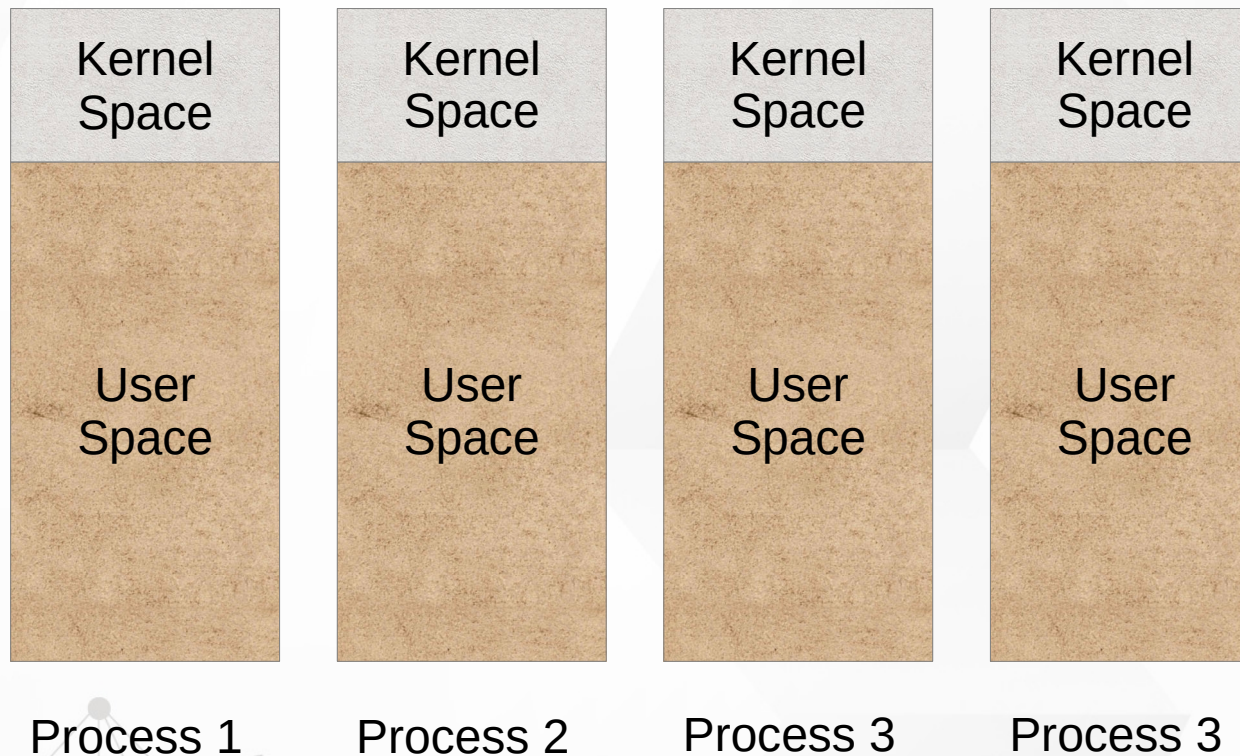 Kernel
Space
Kernel
Space
Kernel
Space
Kernel
Space
User
Space
User
Space
User
Space
User
Space
Process 1
Process 2
Process 3
Process 3